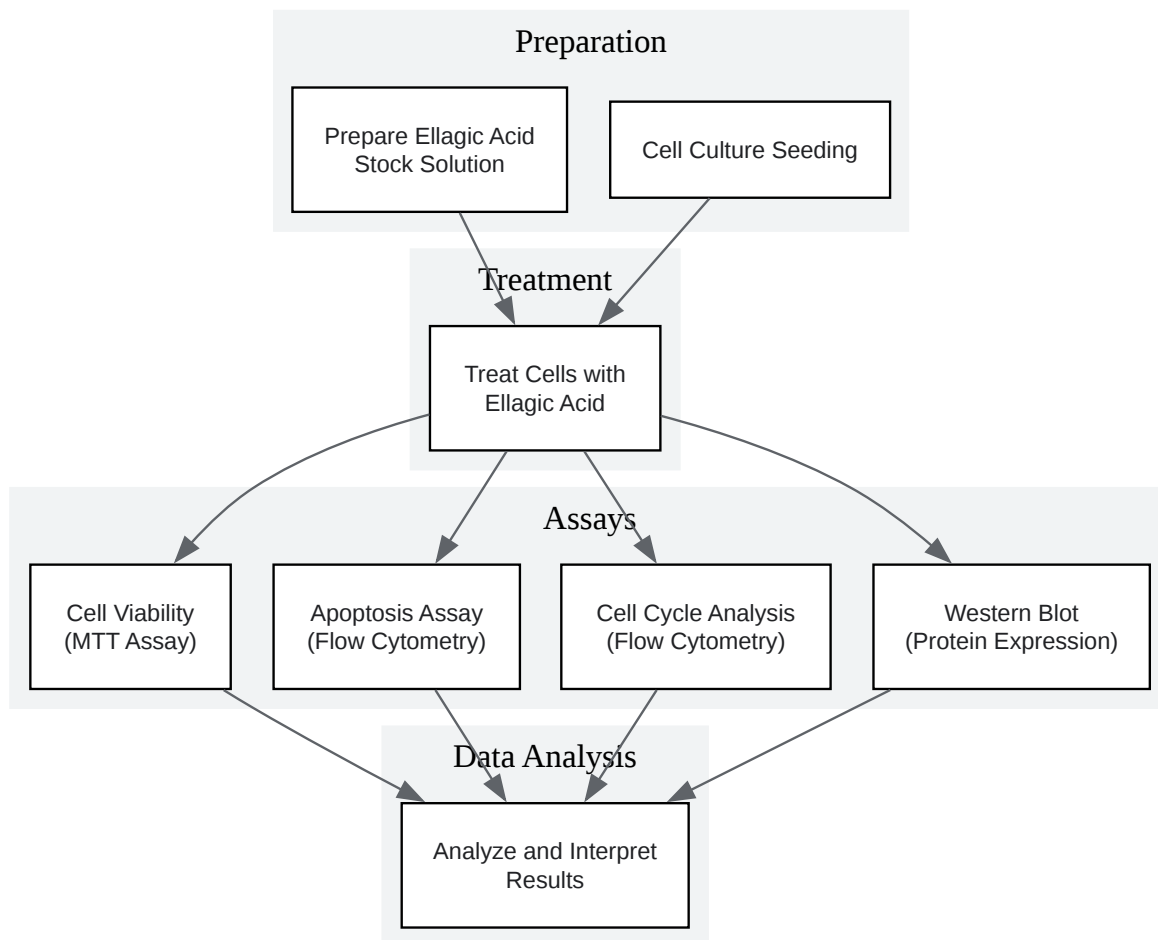 Preparation
Prepare Ellagic Acid
Stock Solution
Cell Culture Seeding
Treatment
Treat Cells with
Ellagic Acid
Assays
Cell Viability
(MTT Assay)
Apoptosis Assay
(Flow Cytometry)
Cell Cycle Analysis
(Flow Cytometry)
Western Blot
(Protein Expression)
Data Analysis
Analyze and Interpret
Results